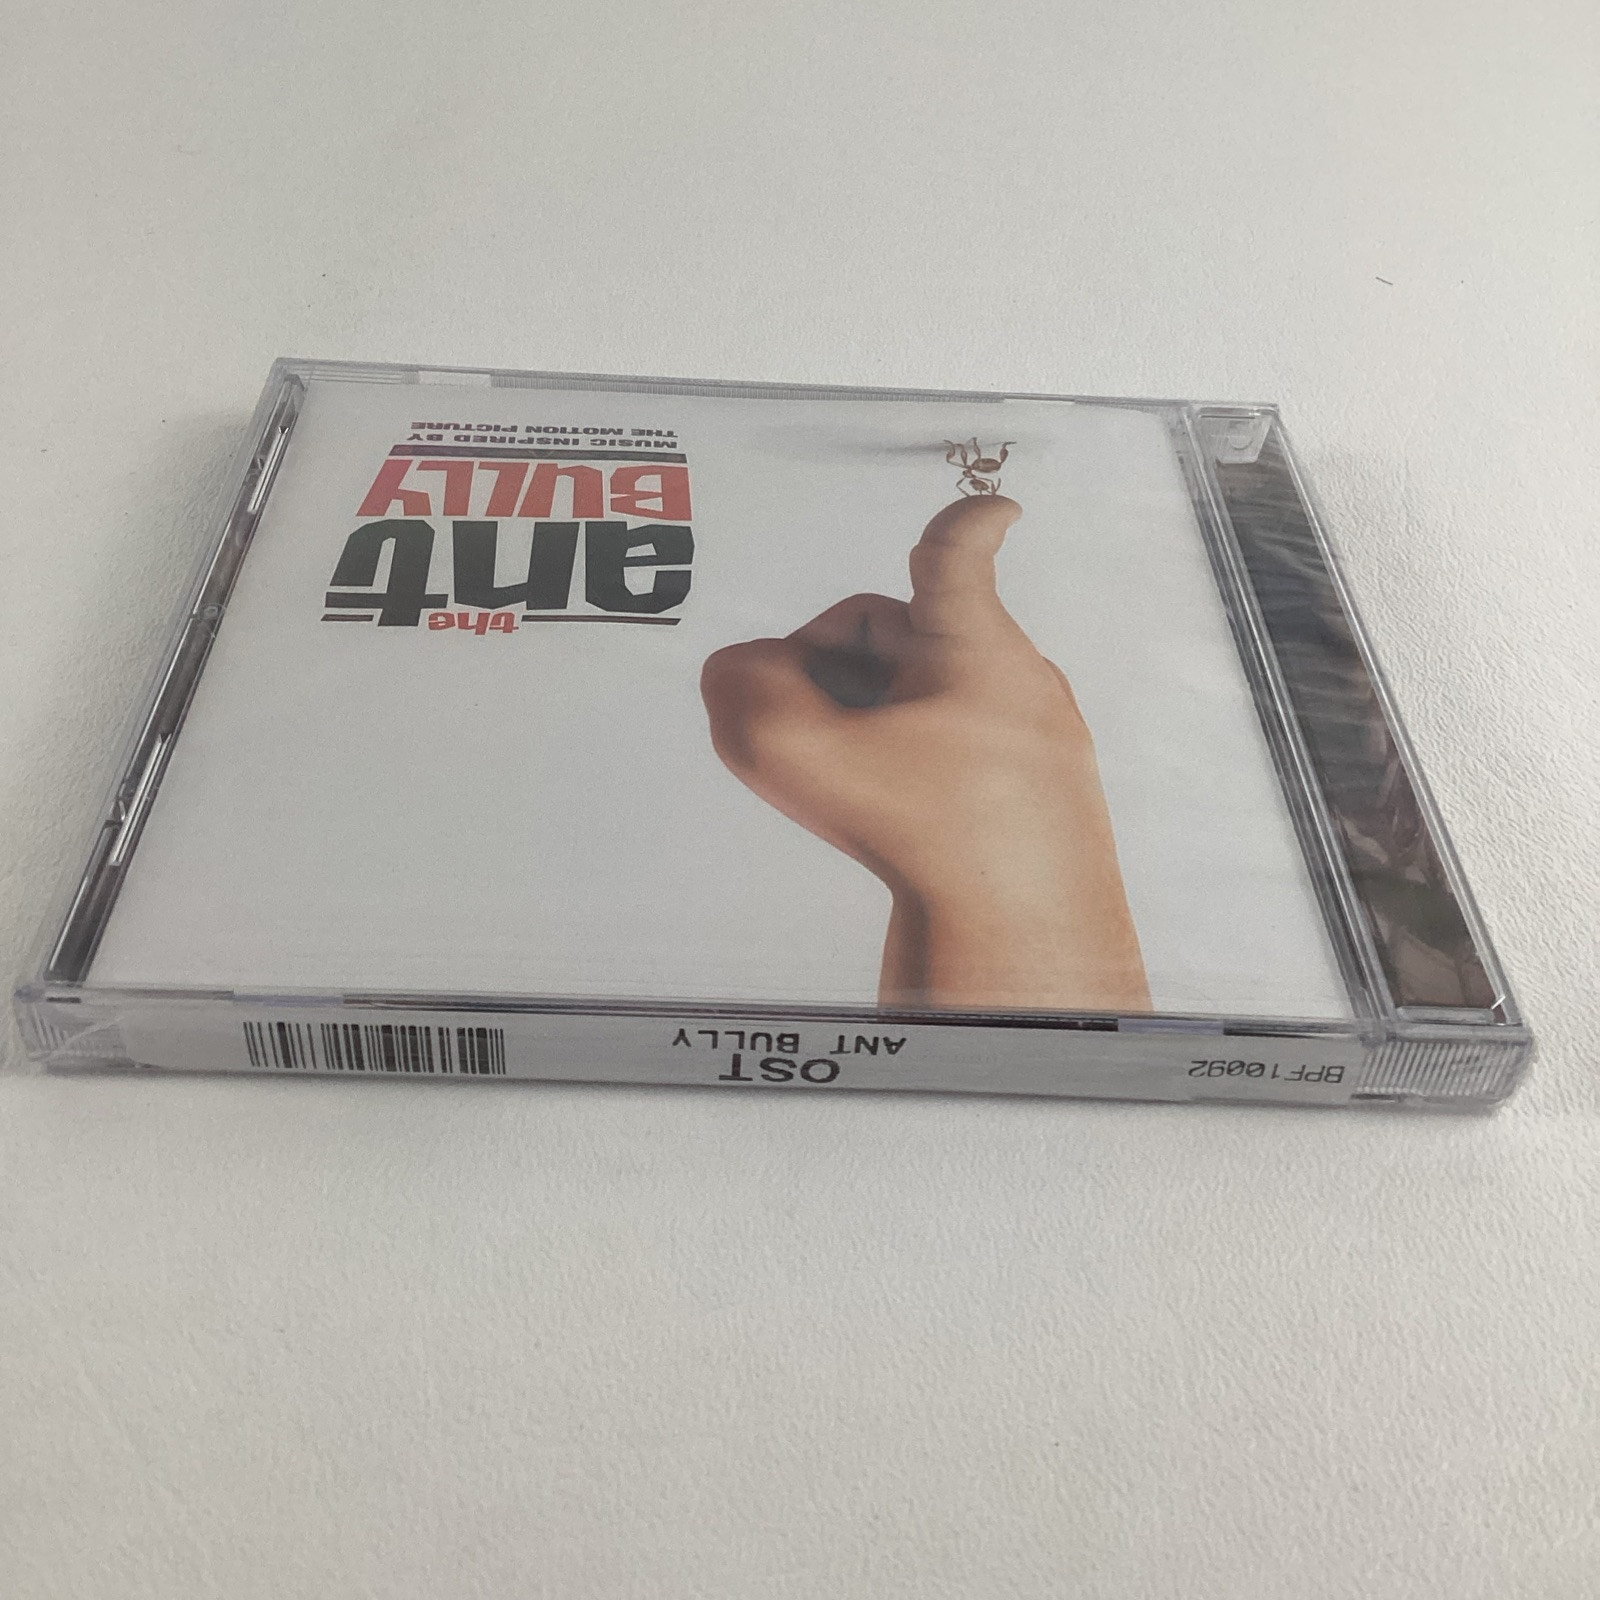 the
ant
BULLY
MUSIC INSPIRED BY
THE MOTION PICTURE
BPF10092
OST
ANT BULLY